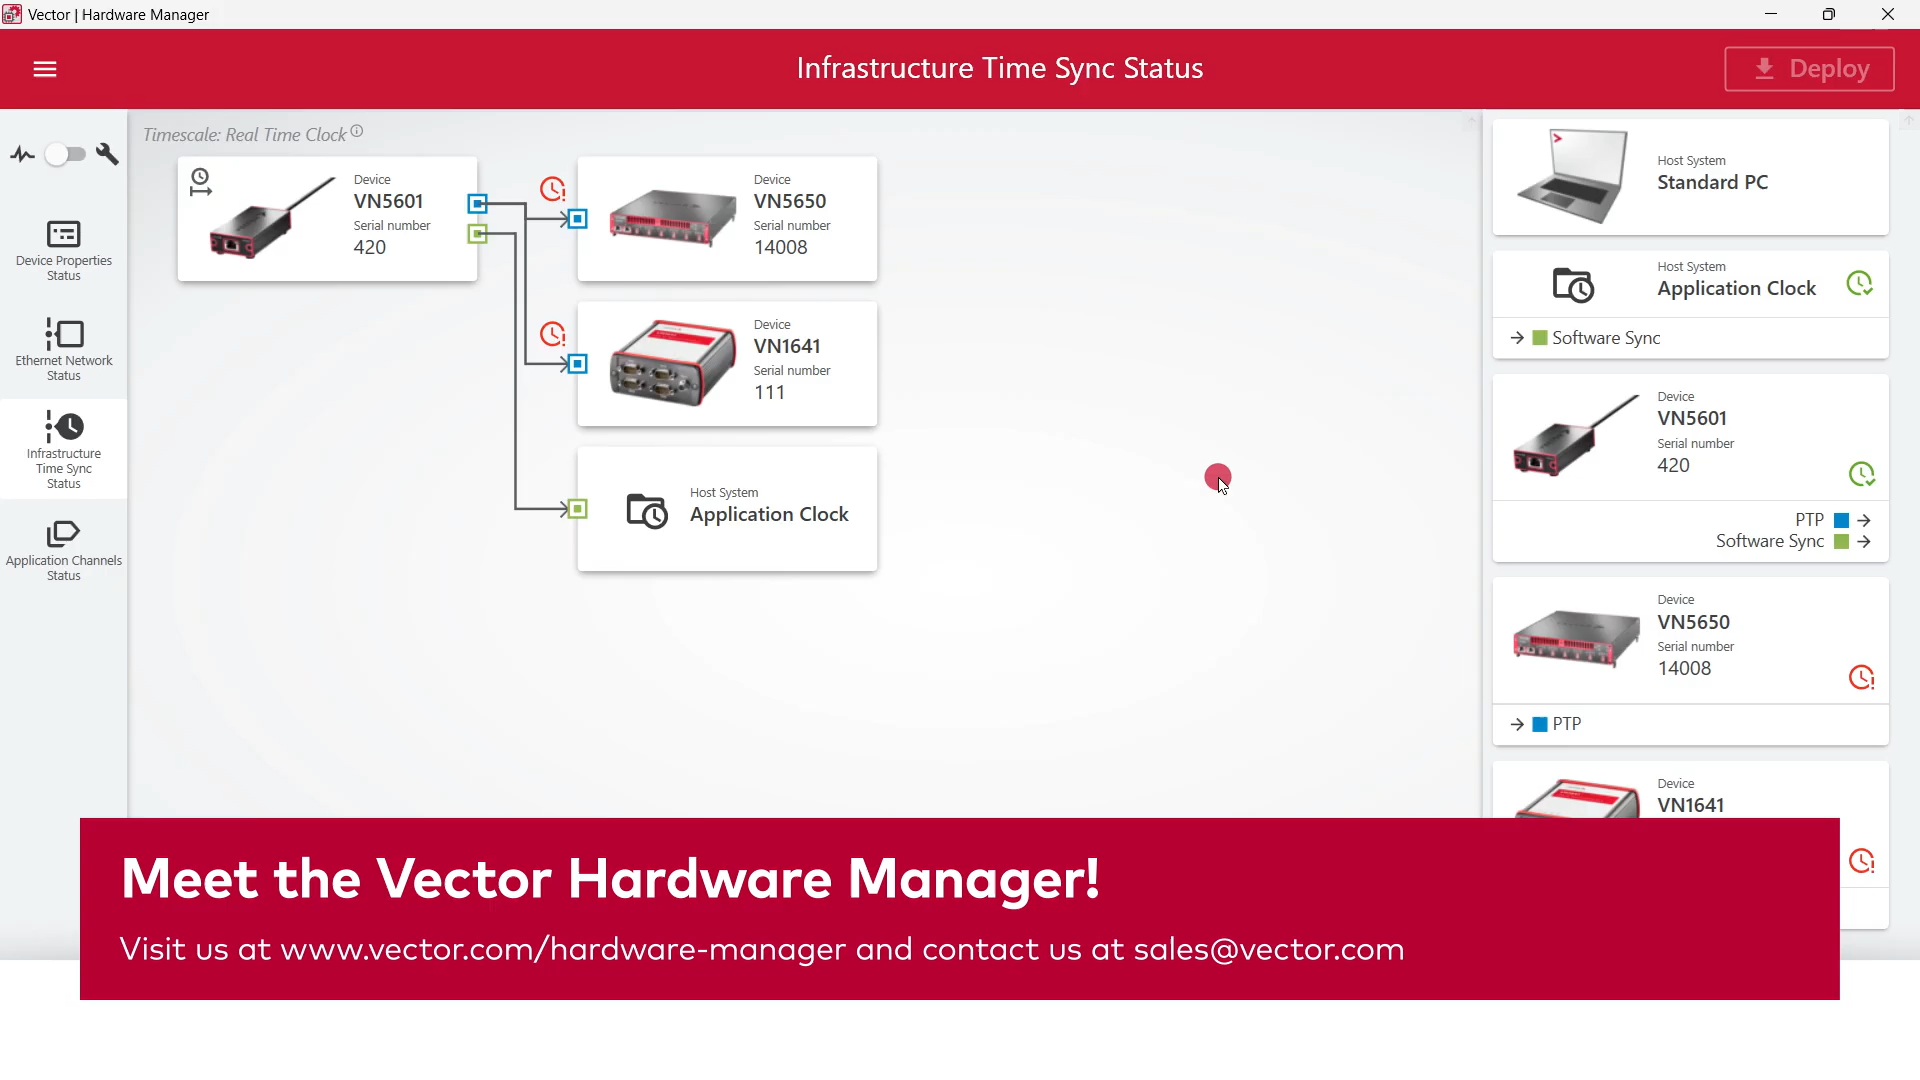 Vector | Hardware Manager
Infrastructure Time Sync Status
Deploy
Timescale: Real Time Clock
Device Properties
Status
Ethernet Network
Status
Infrastructure
Time Sync
Status
Application Channels
Status
Device
VN5601
Serial number
420
Device
VN5650
Serial number
14008
Device
VN1641
Serial number
111
Host System
Application Clock
Host System
Standard PC
Host System
Application Clock
Software Sync
Device
VN5601
Serial number
420
PTP
Software Sync
Device
VN5650
Serial number
14008
PTP
Device
VN1641
Meet the Vector Hardware Manager!
Visit us at www.vector.com/hardware-manager and contact us at sales@vector.com